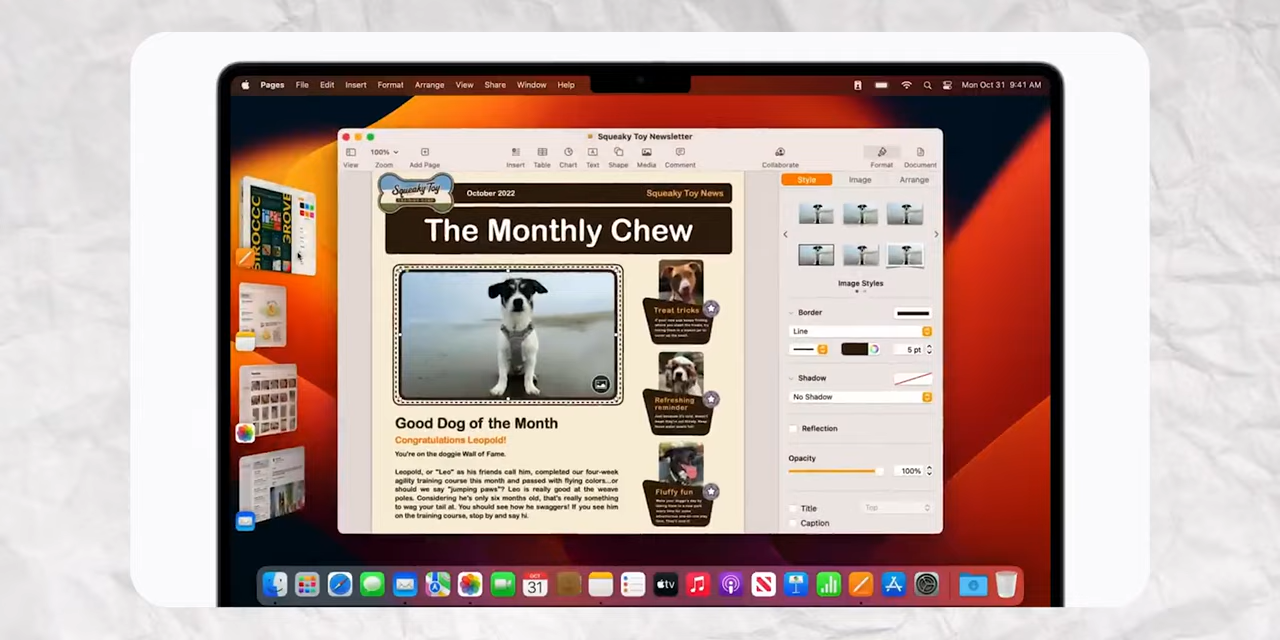 Pages File Edit Insert Format Arrange View Share Window Help Mon Oct 31 9:41 AM
Squeaky Toy Newsletter
100%
View Zoom Add Page Insert Table Chart Text Shape Media Comment Collaborate Format Document
Style Image Arrange
SIROCCC
3ROVE
Squeaky Toy
October 2022
Squeaky Toy News
The Monthly Chew
Good Dog of the Month
Congratulations Leopold!
You're on the doggie Wall of Fame.
Leopold, or "Leo" as his friends call him, completed our four-week
agility training course this month and passed with flying colors...or
should we say "jumping paws"? Leo is really good at the weave
poles. Considering he's only six months old, that's really something
to wag your tail at. You should see how he swaggers! If you see him
on the training course, stop by and say hi.
Treat tricks
Refreshing
reminder
Fluffy fun
Image Styles
Border
Line
5 pt
Shadow
No Shadow
Reflection
Opacity
100%
Title
Caption
OCT
31
tv